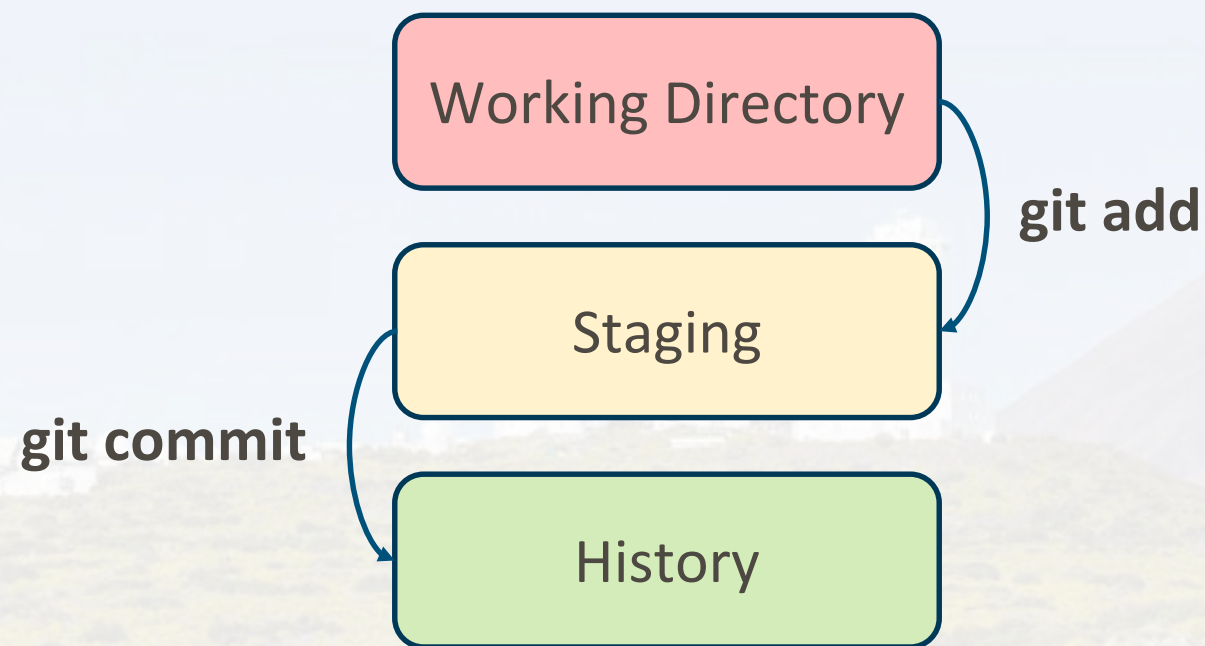 Working Directory
git add
Staging
git commit
History